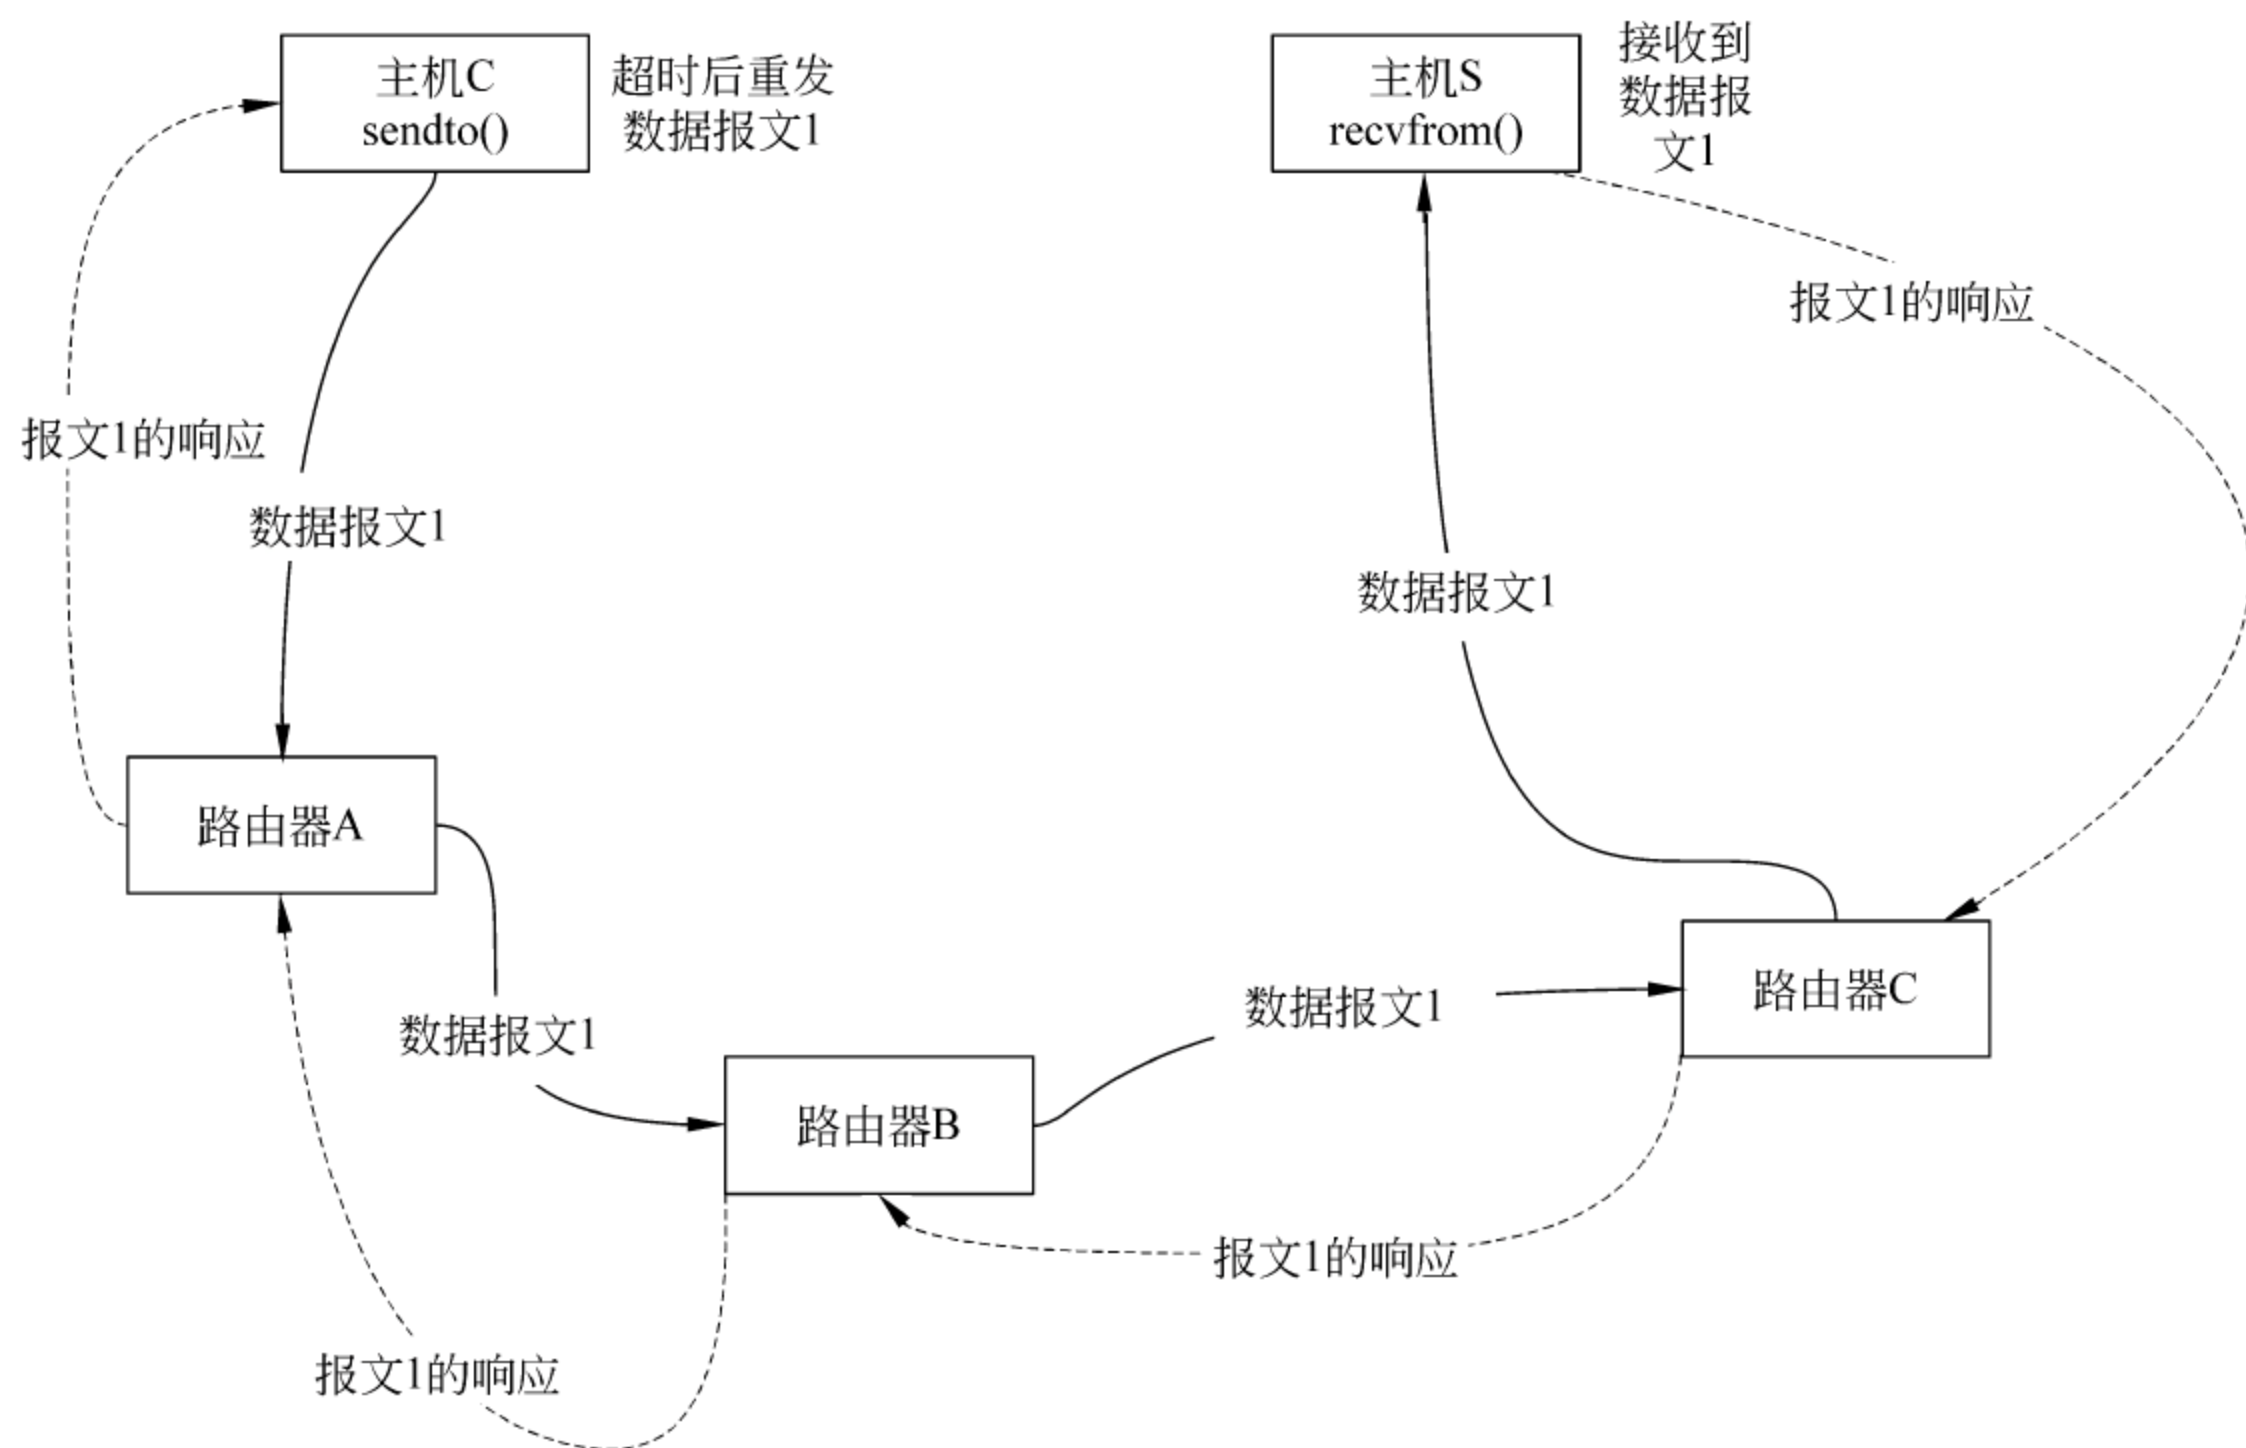 主机C
sendto()
超时后重发
数据报文1
主机S
recvfrom()
接收到
数据报
文1
报文1的响应
报文1的响应
数据报文1
数据报文1
路由器A
路由器C
数据报文1
数据报文1
路由器B
报文1的响应
报文1的响应